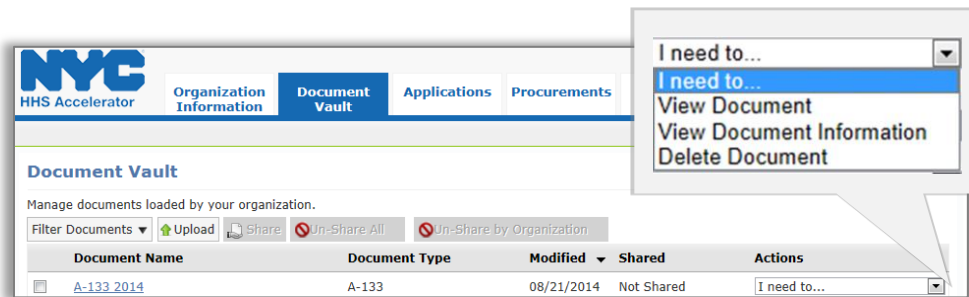 I need to...
I need to...
View Document
View Document Information
Delete Document
NYC
HHS Accelerator
Organization Information
Document Vault
Applications
Procurements
Document Vault
Manage documents loaded by your organization.
Filter Documents Upload Share Un-Share All Un-Share by Organization
Document Name Document Type Modified Shared Actions
A-133 2014 A-133 08/21/2014 Not Shared I need to...